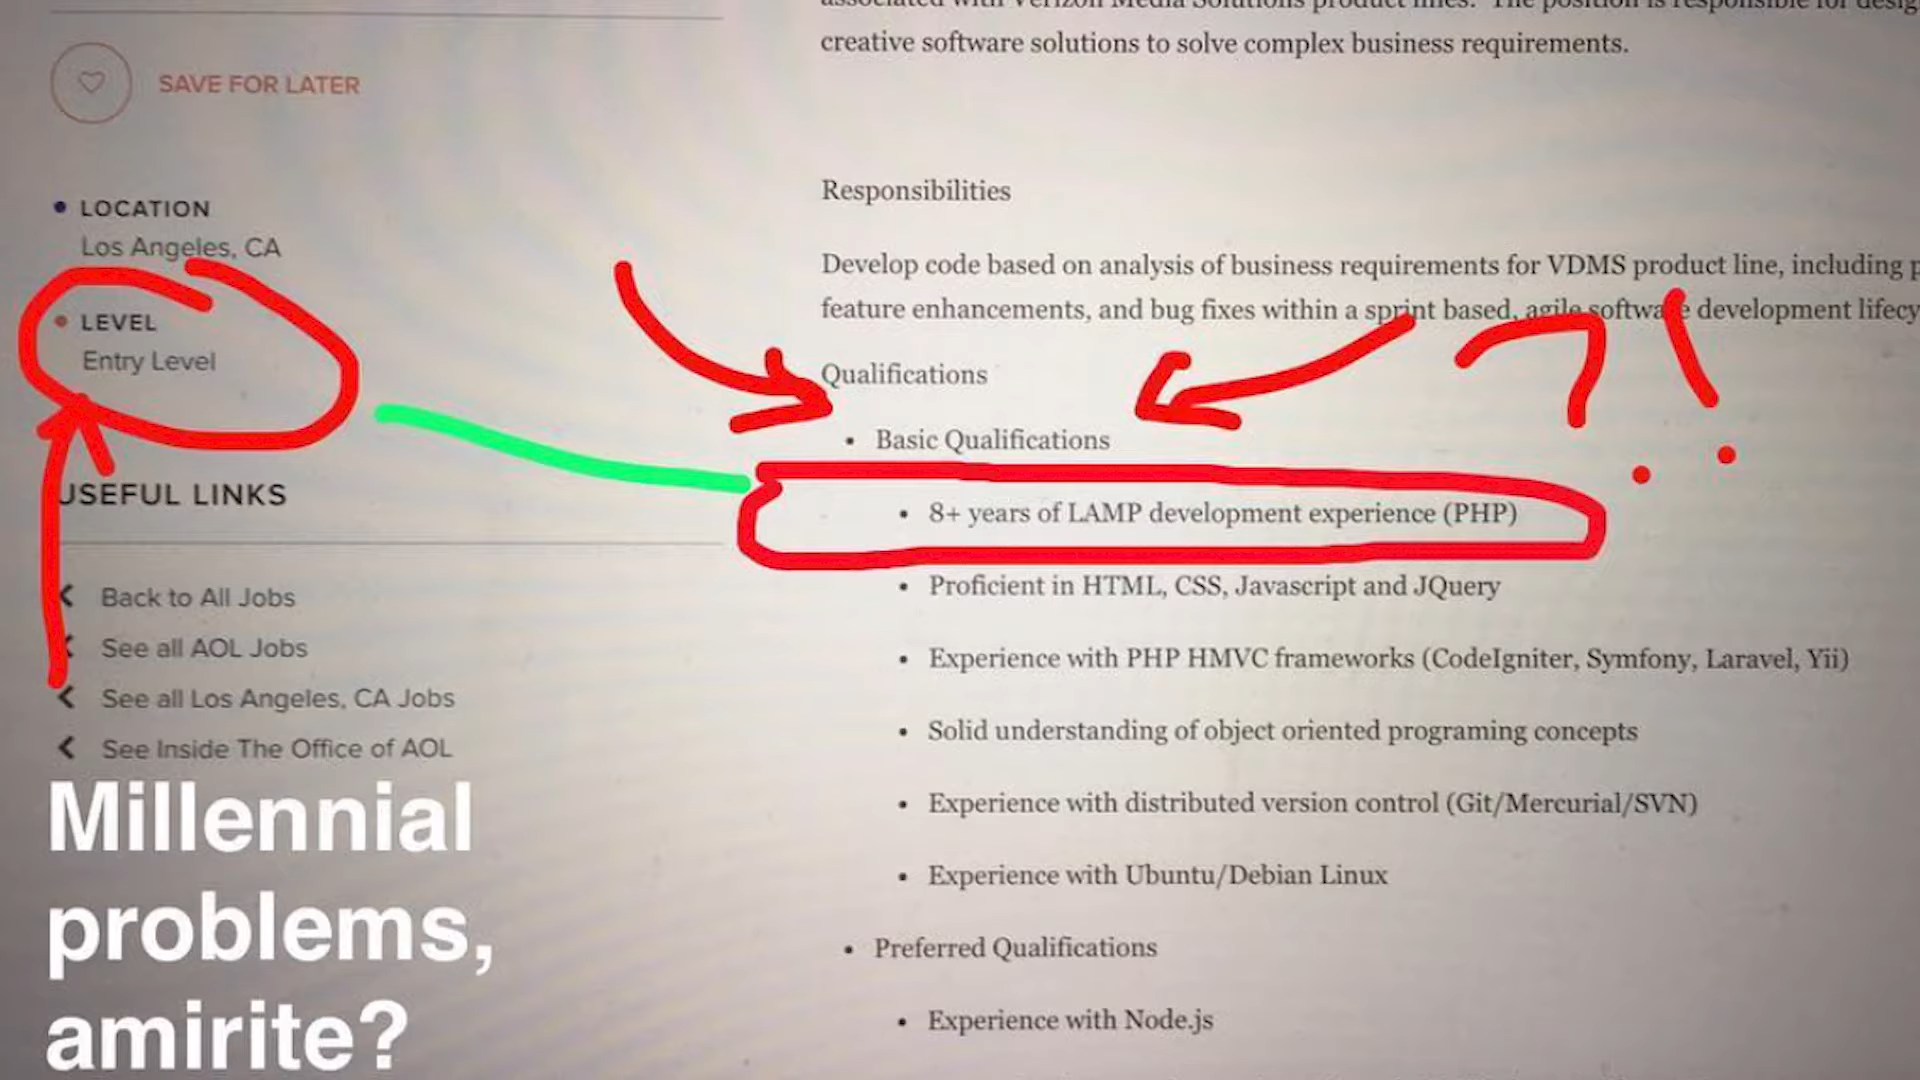 creative software solutions to solve complex business requirements.
SAVE FOR LATER
LOCATION
Los Angeles, CA
LEVEL
Entry Level
USEFUL LINKS
Back to All Jobs
See all AOL Jobs
See all Los Angeles, CA Jobs
See Inside The Office of AOL
Responsibilities
Develop code based on analysis of business requirements for VDMS product line, including
feature enhancements, and bug fixes within a sprint based, agile software development
Qualifications
• Basic Qualifications
• 8+ years of LAMP development experience (PHP)
• Proficient in HTML, CSS, Javascript and JQuery
• Experience with PHP HMVC frameworks (CodeIgniter, Symfony, Laravel, Yii)
• Solid understanding of object oriented programing concepts
• Experience with distributed version control (Git/Mercurial/SVN)
• Experience with Ubuntu/Debian Linux
• Preferred Qualifications
• Experience with Node.js
?!
Millennial
problems,
amirite?